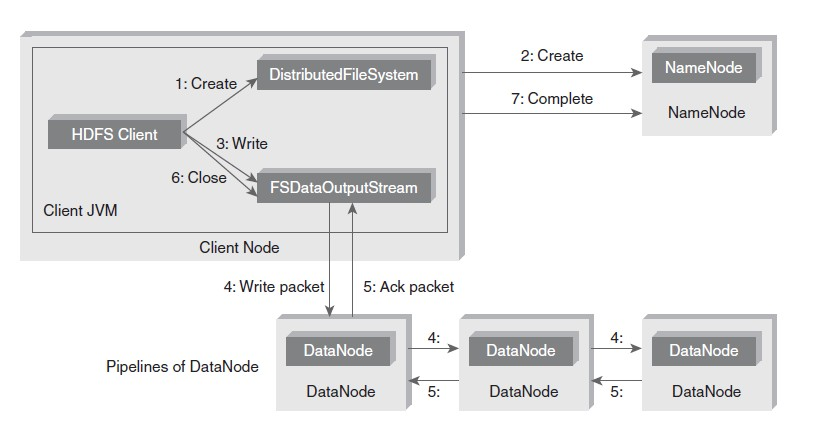 2: Create
NameNode
1: Create
DistributedFileSystem
7: Complete
NameNode
HDFS Client
3: Write
6: Close
FSDataOutputStream
Client JVM
Client Node
4: Write packet
5: Ack packet
4:
4:
DataNode
DataNode
DataNode
Pipelines of DataNode
DataNode
5:
DataNode
5:
DataNode